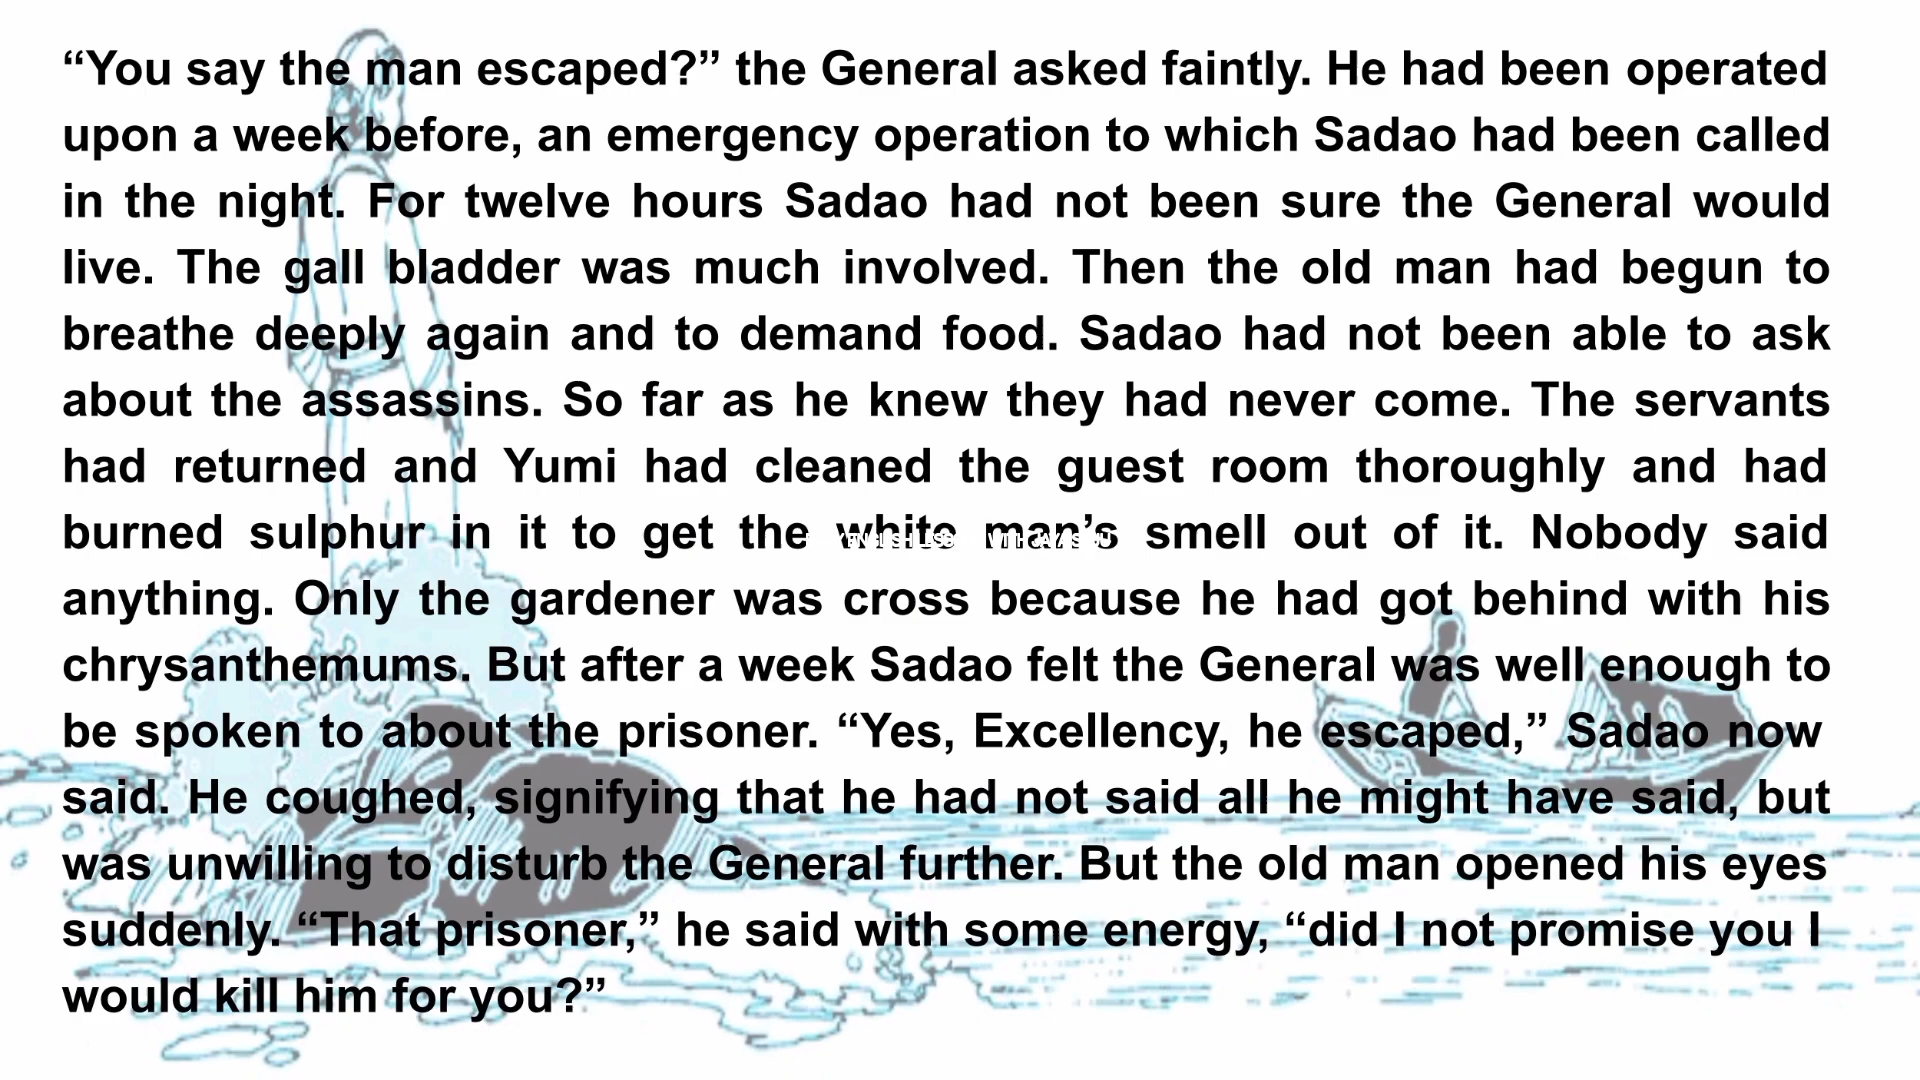 “You say the man escaped?” the General asked faintly. He had been operated
upon a week before, an emergency operation to which Sadao had been called
in the night. For twelve hours Sadao had not been sure the General would
live. The gall bladder was much involved. Then the old man had begun to
breathe deeply again and to demand food. Sadao had not been able to ask
about the assassins. So far as he knew they had never come. The servants
had returned and Yumi had cleaned the guest room thoroughly and had
burned sulphur in it to get the white man’s smell out of it. Nobody said
anything. Only the gardener was cross because he had got behind with his
chrysanthemums. But after a week Sadao felt the General was well enough to
be spoken to about the prisoner. “Yes, Excellency, he escaped,” Sadao now
said. He coughed, signifying that he had not said all he might have said, but
was unwilling to disturb the General further. But the old man opened his eyes
suddenly. “That prisoner,” he said with some energy, “did I not promise you I
would kill him for you?”